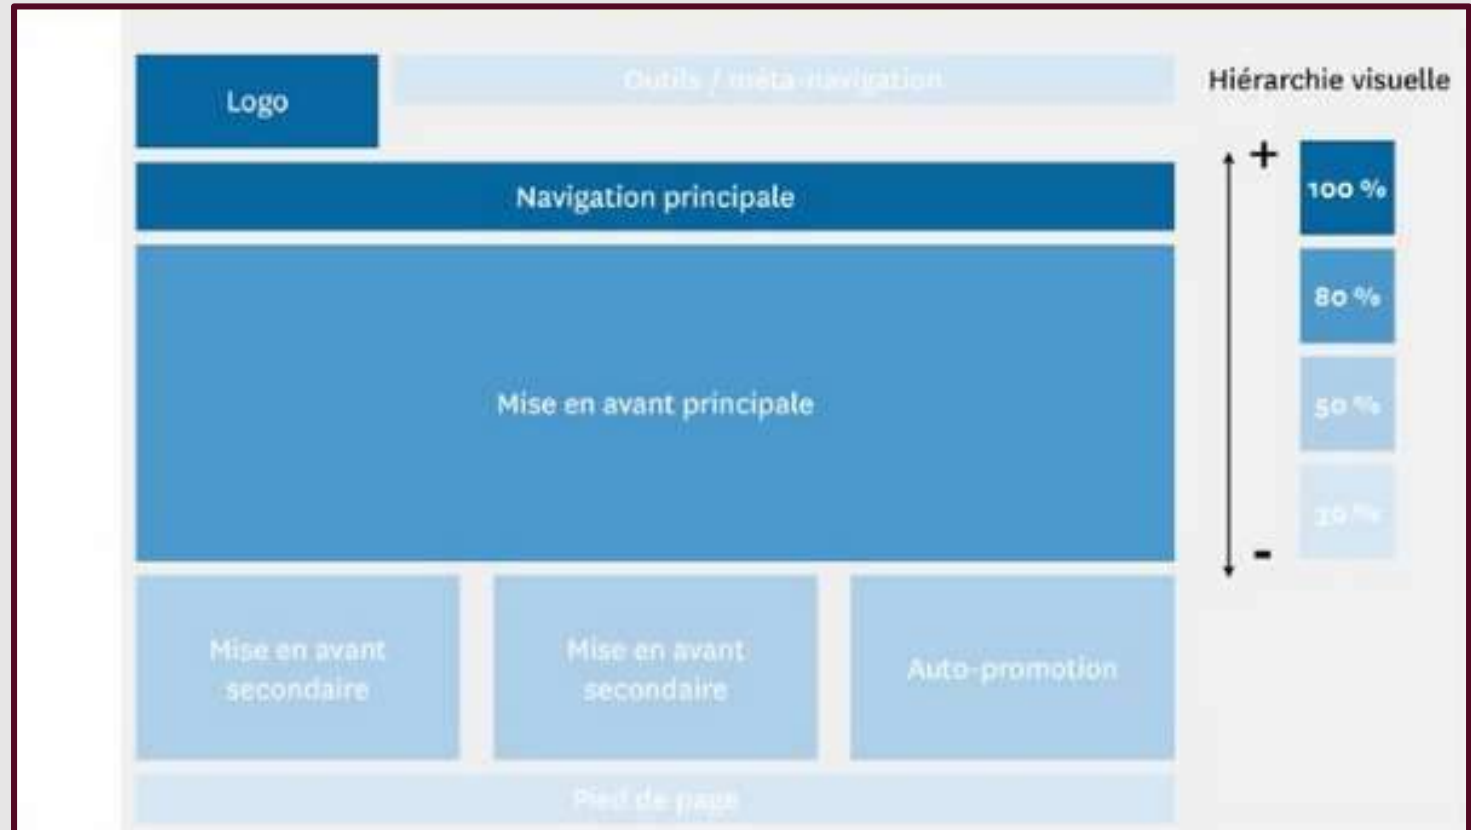 Logo
Outils / méta-navigation
Hiérarchie visuelle
+
100 %
Navigation principale
80 %
Mise en avant principale
50 %
-
Mise en avant
secondaire
Mise en avant
secondaire
Auto-promotion
Pied de page